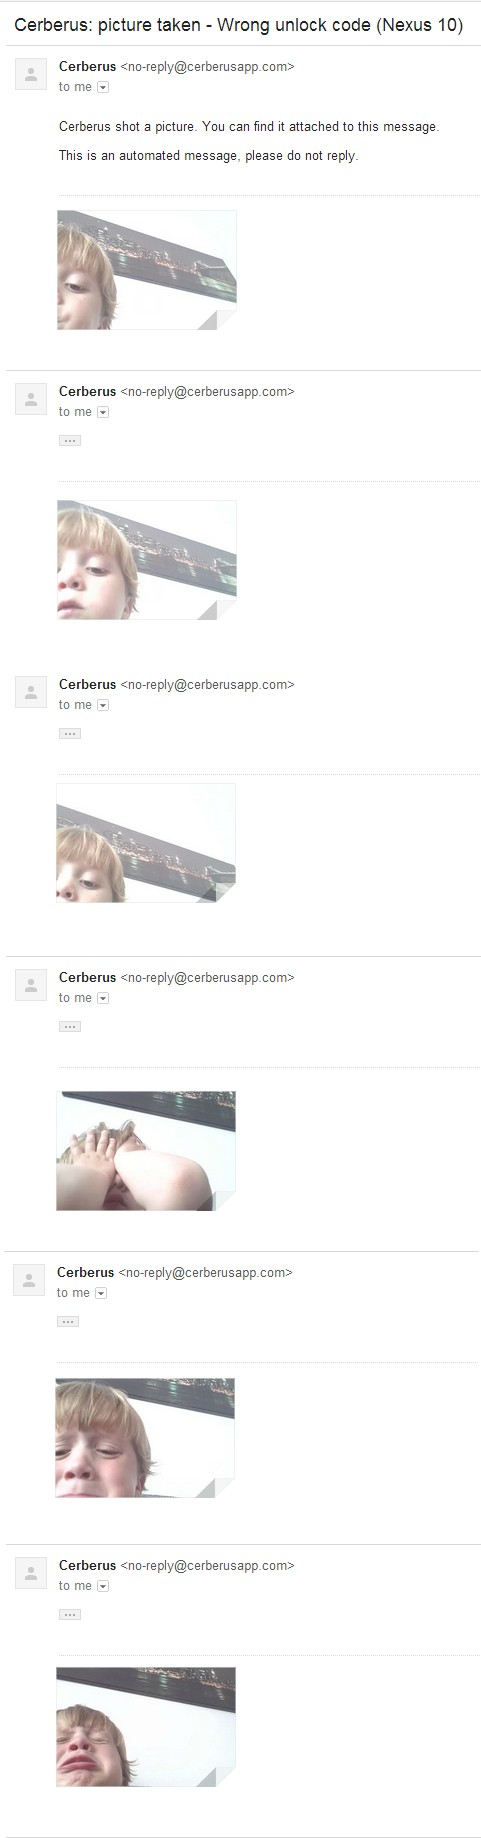 Cerberus: picture taken - Wrong unlock code (Nexus 10)
Cerberus <no-reply@cerberusapp.com>
to me
Cerberus shot a picture. You can find it attached to this message.
This is an automated message, please do not reply.
Cerberus <no-reply@cerberusapp.com>
to me
Cerberus <no-reply@cerberusapp.com>
to me
Cerberus <no-reply@cerberusapp.com>
to me
Cerberus <no-reply@cerberusapp.com>
to me
Cerberus <no-reply@cerberusapp.com>
to me